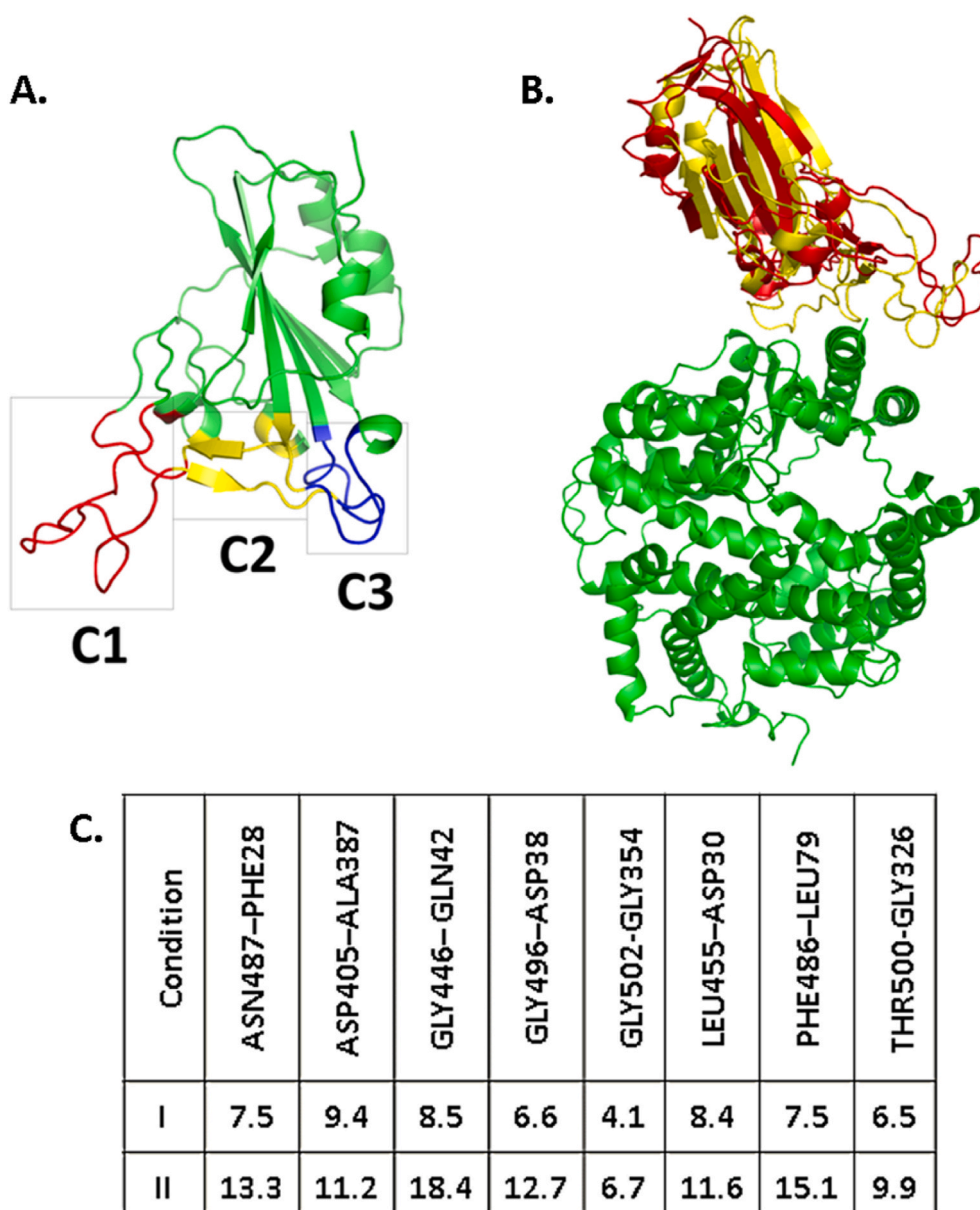 A.
B.
C1
C2
C3
C.
Condition ASN487–PHE28 ASP405–ALA387 GLY446–GLN42 GLY496–ASP38 GLY502-GLY354 LEU455–ASP30 PHE486–LEU79 THR500-GLY326
I 7.5 9.4 8.5 6.6 4.1 8.4 7.5 6.5
II 13.3 11.2 18.4 12.7 6.7 11.6 15.1 9.9